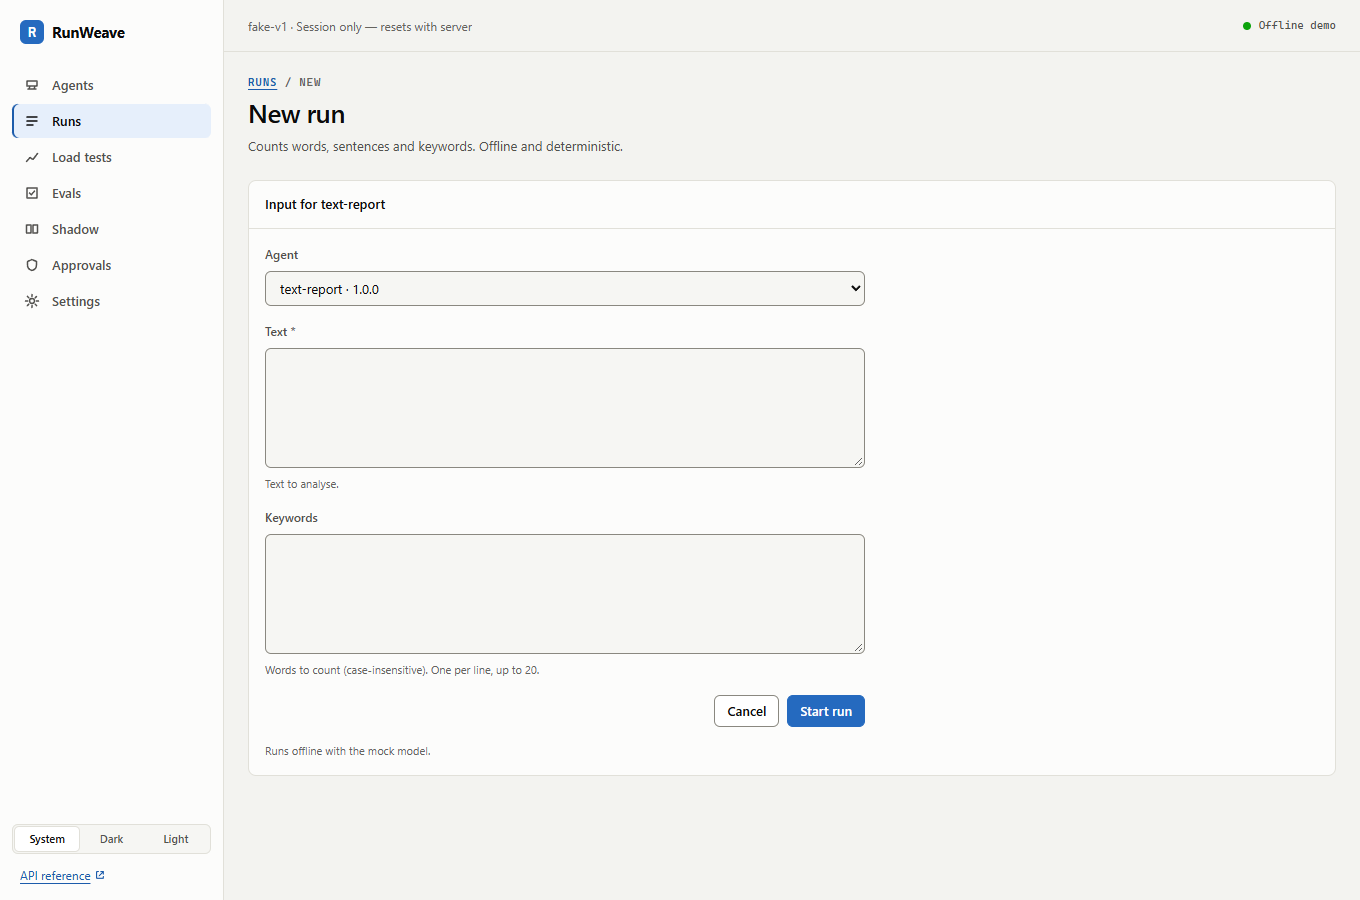 R RunWeave
Agents
Runs
Load tests
Evals
Shadow
Approvals
Settings
System Dark Light
API reference
fake-v1 · Session only — resets with server
Offline demo
RUNS / NEW
New run
Counts words, sentences and keywords. Offline and deterministic.
Input for text-report
Agent
text-report · 1.0.0
Text *
Text to analyse.
Keywords
Words to count (case-insensitive). One per line, up to 20.
Cancel Start run
Runs offline with the mock model.